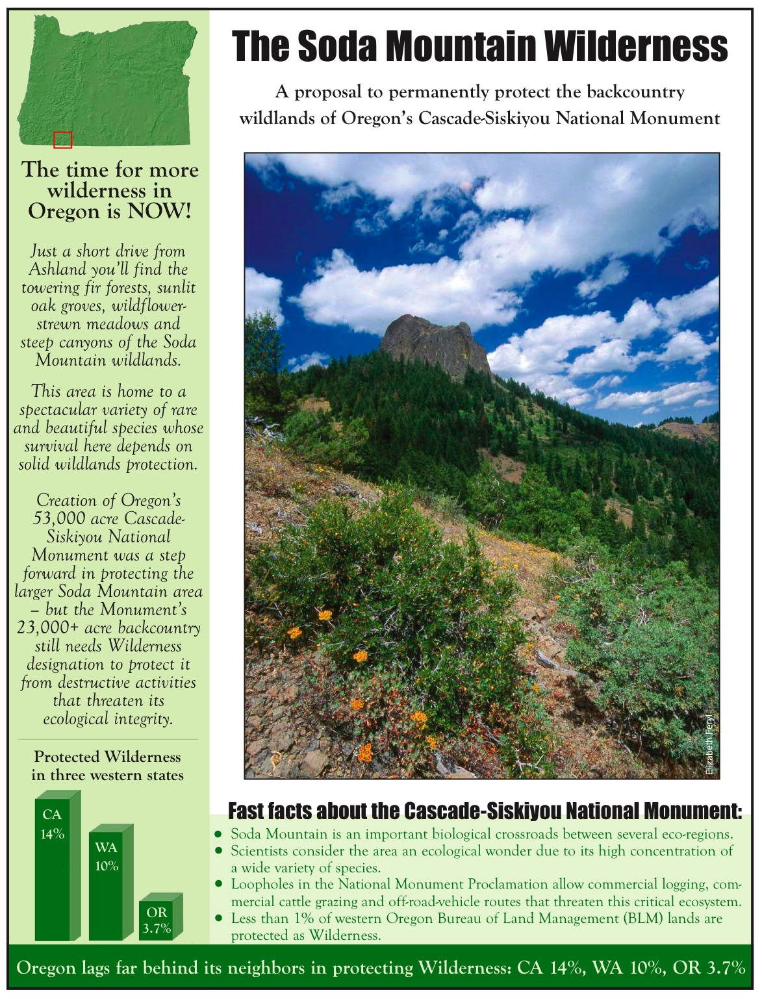 The Soda Mountain Wilderness
A proposal to permanently protect the backcountry
wildlands of Oregon's Cascade-Siskiyou National Monument
The time for more
wilderness in
Oregon is NOW!
Just a short drive from
Ashland you'll find the
towering fir forests, sunlit
oak groves, wildflower-
strewn meadows and
steep canyons of the Soda
Mountain wildlands.
This area is home to a
spectacular variety of rare
and beautiful species whose
survival here depends on
solid wildlands protection.
Creation of Oregon's
53,000 acre Cascade-
Siskiyou National
Monument was a step
forward in protecting the
larger Soda Mountain area
– but the Monument's
23,000+ acre backcountry
still needs Wilderness
designation to protect it
from destructive activities
that threaten its
ecological integrity.
Protected Wilderness
in three western states
CA
14%
WA
10%
OR
3.7%
Elizabeth Feryl
Fast facts about the Cascade-Siskiyou National Monument:
● Soda Mountain is an important biological crossroads between several eco-regions.
● Scientists consider the area an ecological wonder due to its high concentration of
a wide variety of species.
● Loopholes in the National Monument Proclamation allow commercial logging, com-
mercial cattle grazing and off-road-vehicle routes that threaten this critical ecosystem.
● Less than 1% of western Oregon Bureau of Land Management (BLM) lands are
protected as Wilderness.
Oregon lags far behind its neighbors in protecting Wilderness: CA 14%, WA 10%, OR 3.7%